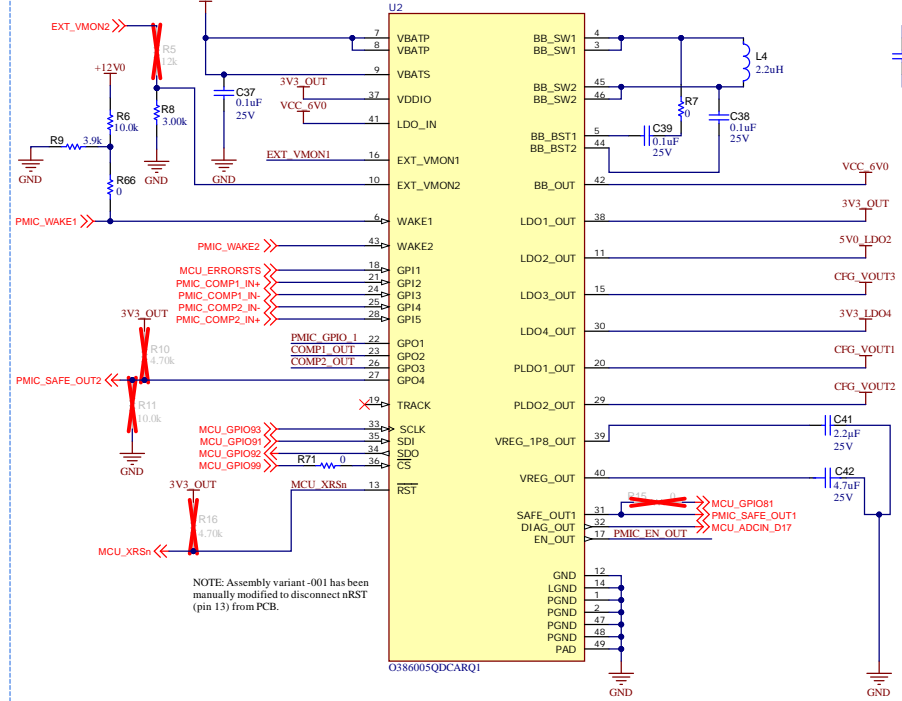 U2
EXT_VMON2
R5
12k
+12V0
R6
10.0k
R8
3.00k
R9
3.9k
GND
GND
GND
R66
0
C37
0.1uF
25V
3V3_OUT
VCC_6V0
EXT_VMON1
PMIC_WAKE1
PMIC_WAKE2
MCU_ERRORSTS
PMIC_COMP1_IN+
PMIC_COMP1_IN-
PMIC_COMP2_IN-
PMIC_COMP2_IN+
3V3_OUT
R10
4.70k
PMIC_GPIO_1
COMP1_OUT
COMP2_OUT
PMIC_SAFE_OUT2
R11
10.0k
GND
MCU_GPIO93
MCU_GPIO91
MCU_GPIO92
MCU_GPIO99
R71
0
3V3_OUT
MCU_XRSn
R16
4.70k
MCU_XRSn
NOTE: Assembly variant -001 has been
manually modified to disconnect nRST
(pin 13) from PCB.
7 VBATP
8 VBATP
9 VBATS
37 VDDIO
41 LDO_IN
16 EXT_VMON1
10 EXT_VMON2
6 WAKE1
43 WAKE2
18 GPI1
21 GPI2
24 GPI3
25 GPI4
28 GPI5
22 GPO1
23 GPO2
26 GPO3
27 GPO4
19 TRACK
33 SCLK
35 SDI
34 SDO
36 CS
13 RST
BB_SW1 4
BB_SW1 3
BB_SW2 45
BB_SW2 46
BB_BST1 5
BB_BST2 44
BB_OUT 42
LDO1_OUT 38
LDO2_OUT 11
LDO3_OUT 15
LDO4_OUT 30
PLDO1_OUT 20
PLDO2_OUT 29
VREG_1P8_OUT 39
VREG_OUT 40
SAFE_OUT1 31
DIAG_OUT 32
EN_OUT 17
GND 12
LGND 14
PGND 1
PGND 2
PGND 47
PGND 48
PAD 49
O386005QDCARQ1
L4
2.2uH
R7
0
C38
0.1uF
25V
C39
0.1uF
25V
VCC_6V0
3V3_OUT
5V0_LDO2
CFG_VOUT3
3V3_LDO4
CFG_VOUT1
CFG_VOUT2
C41
2.2µF
25V
C42
4.7uF
25V
R15
0
MCU_GPIO81
PMIC_SAFE_OUT1
MCU_ADCIN_D17
PMIC_EN_OUT
GND
GND